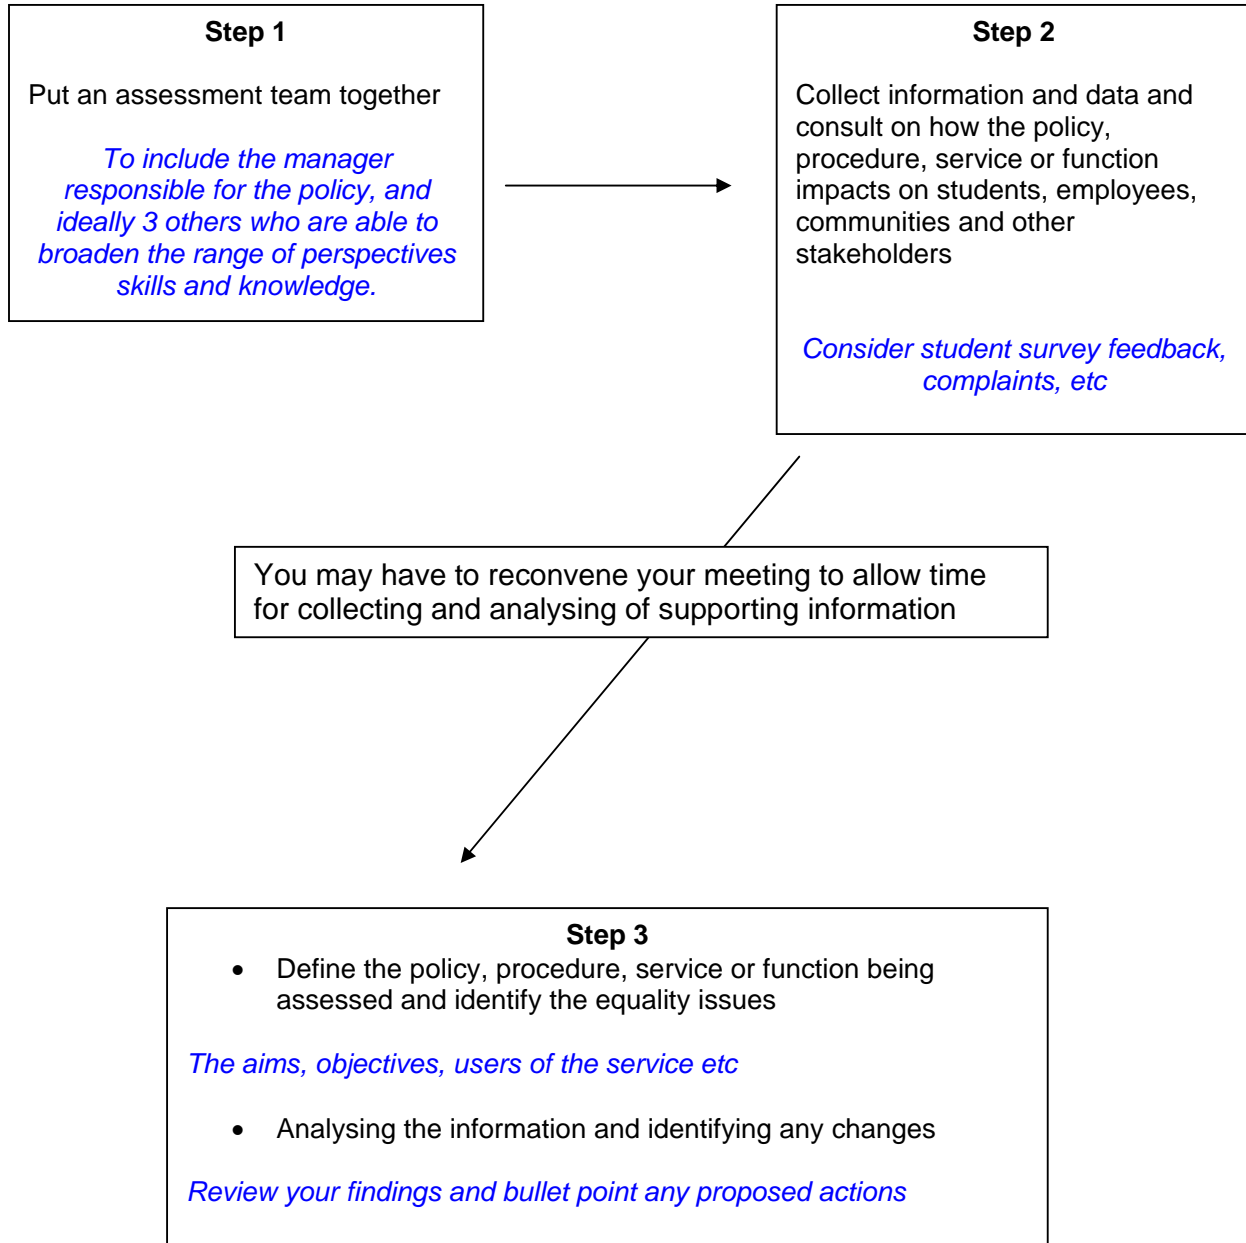 Step 1
Put an assessment team together
To include the manager
responsible for the policy, and
ideally 3 others who are able to
broaden the range of perspectives
skills and knowledge.
Step 2
Collect information and data and
consult on how the policy,
procedure, service or function
impacts on students, employees,
communities and other
stakeholders
Consider student survey feedback,
complaints, etc
You may have to reconvene your meeting to allow time
for collecting and analysing of supporting information
Step 3
• Define the policy, procedure, service or function being
assessed and identify the equality issues
The aims, objectives, users of the service etc
• Analysing the information and identifying any changes
Review your findings and bullet point any proposed actions